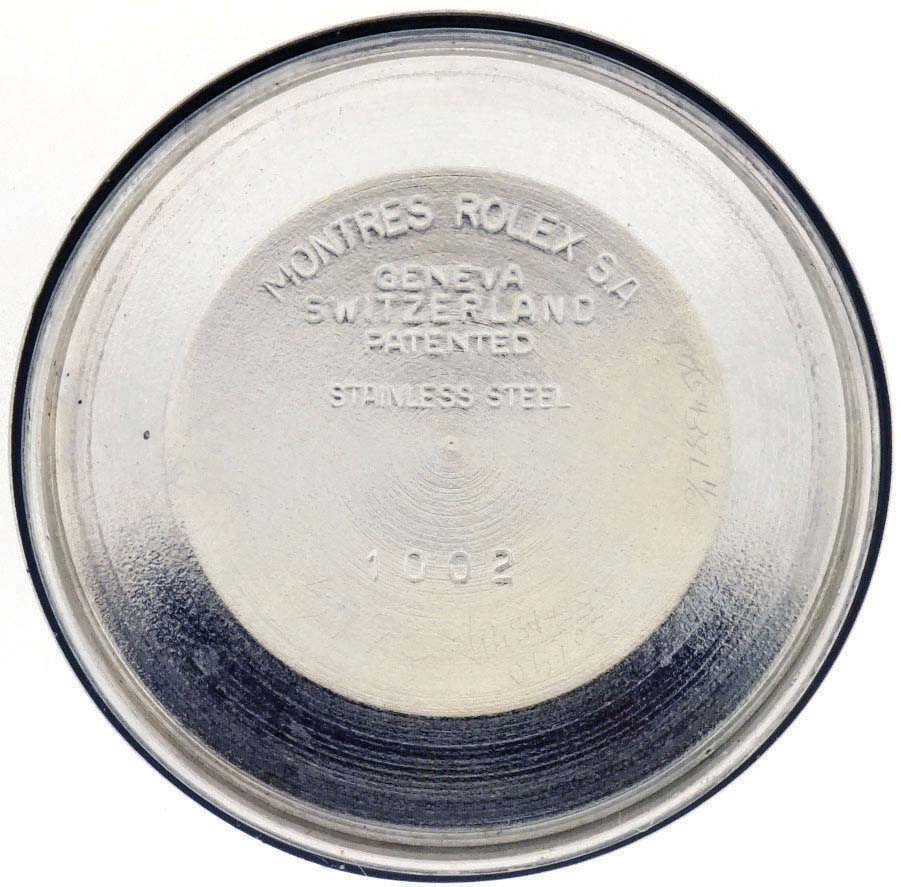 MONTRES ROLEX S.A
GENEVA
SWITZERLAND
PATENTED
STAINLESS STEEL
1002